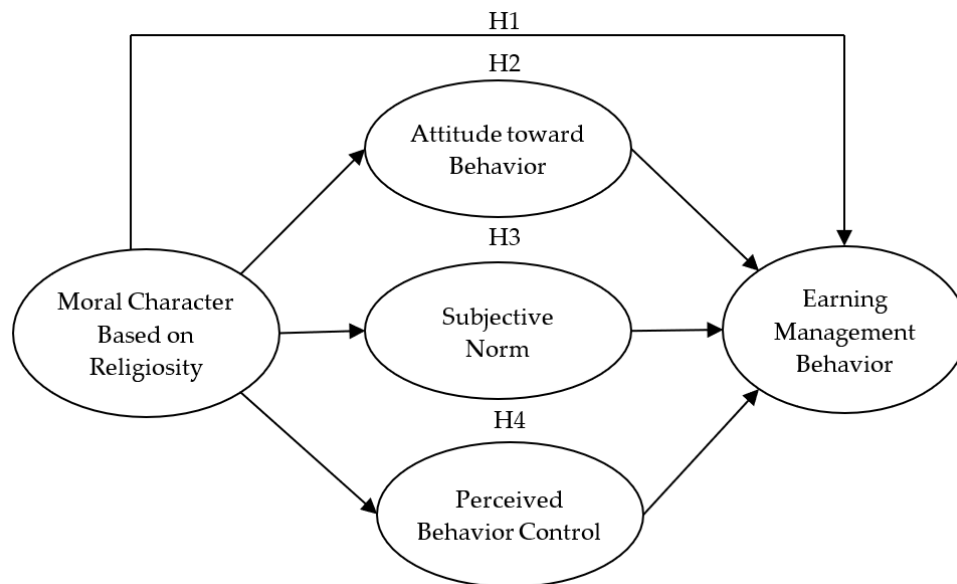 H1
H2
Attitude toward
Behavior
H3
Moral Character
Based on
Religiosity
Subjective
Norm
Earning
Management
Behavior
H4
Perceived
Behavior Control